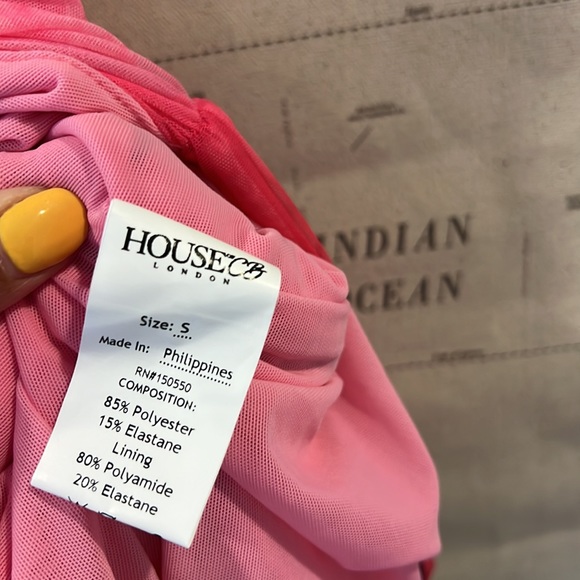 HOUSE OF CB
LONDON
Size: S
Made In: Philippines
RN#150550
COMPOSITION:
85% Polyester
15% Elastane
Lining
80% Polyamide
20% Elastane
INDIAN
OCEAN